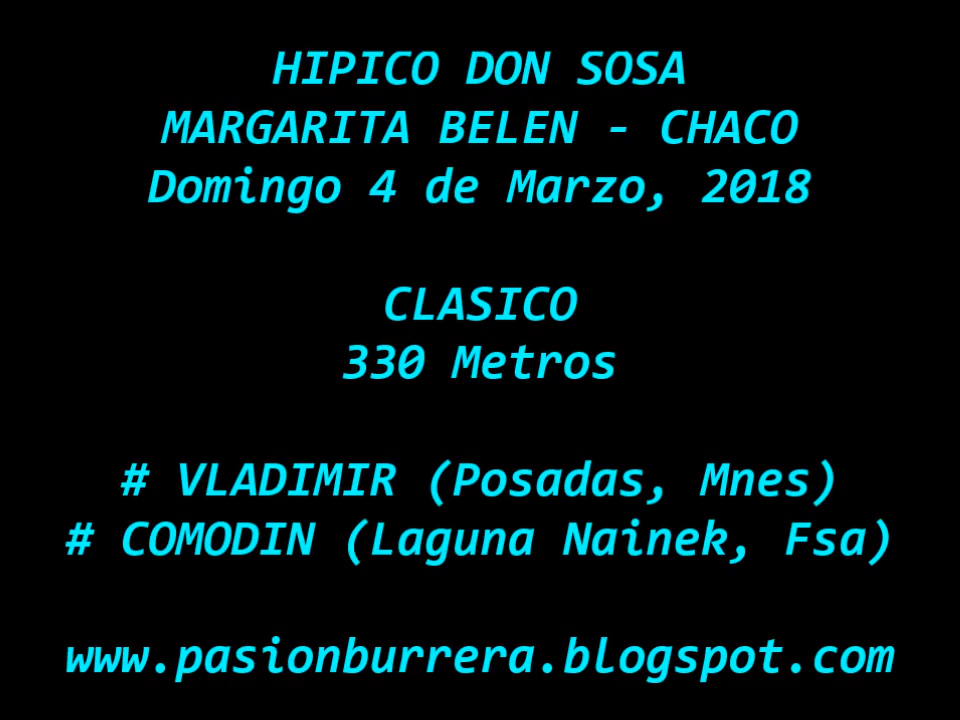 HIPICO DON SOSA
MARGARITA BELEN - CHACO
Domingo 4 de Marzo, 2018
CLASICO
330 Metros
# VLADIMIR (Posadas, Mnes)
# COMODIN (Laguna Nainek, Fsa)
www.pasionburrera.blogspot.com